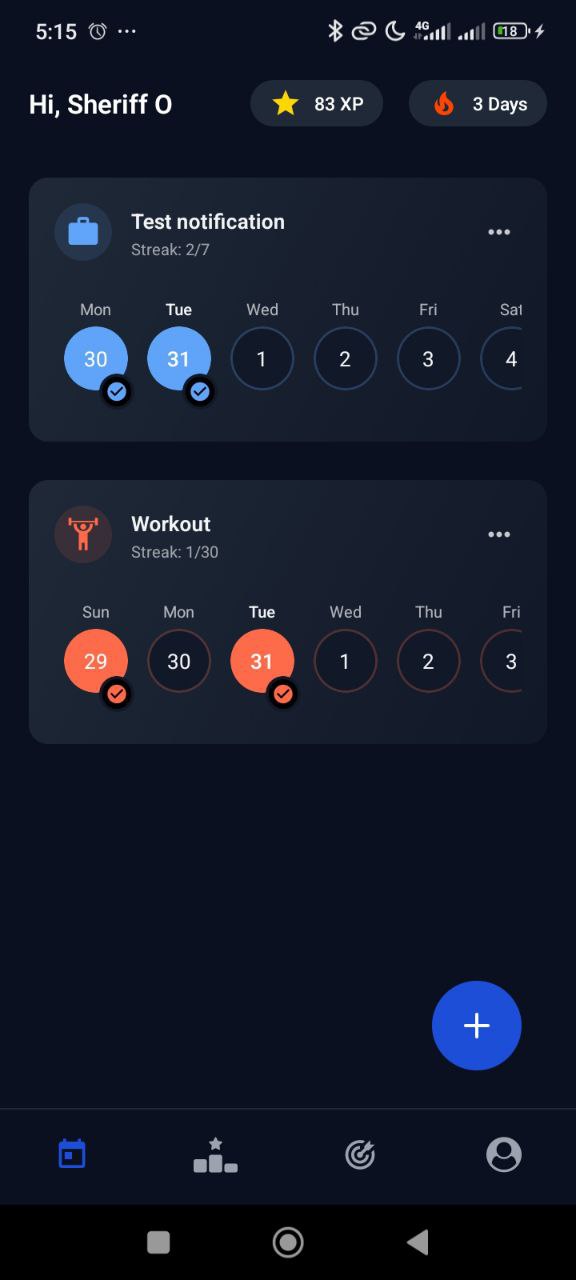 5:15
4G
18
Hi, Sheriff O
83 XP
3 Days
Test notification
Streak: 2/7
Mon Tue Wed Thu Fri Sat
30 31 1 2 3 4
Workout
Streak: 1/30
Sun Mon Tue Wed Thu Fri
29 30 31 1 2 3